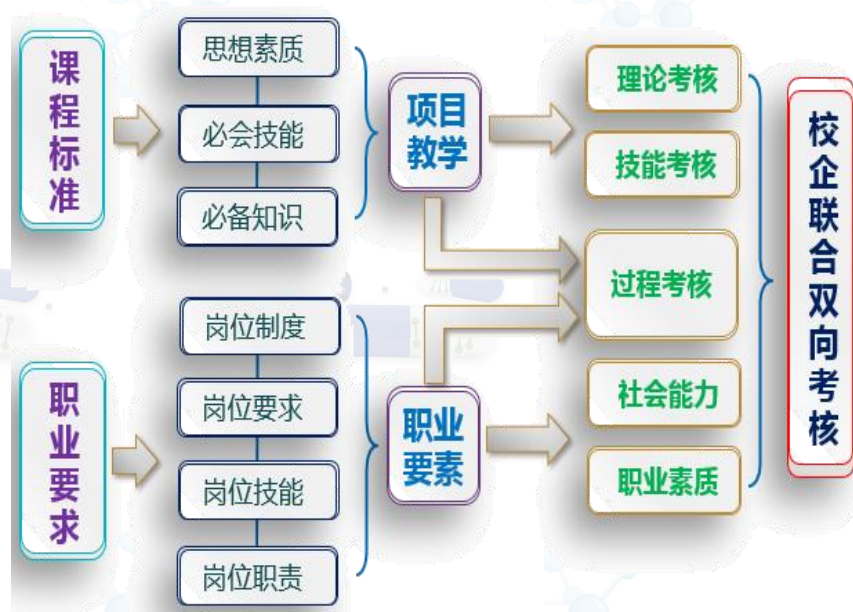 课程标准
思想素质
必会技能
必备知识
项目
教学
理论考核
技能考核
过程考核
职业要求
岗位制度
岗位要求
岗位技能
岗位职责
职业
要素
社会能力
职业素质
校企联合双向考核